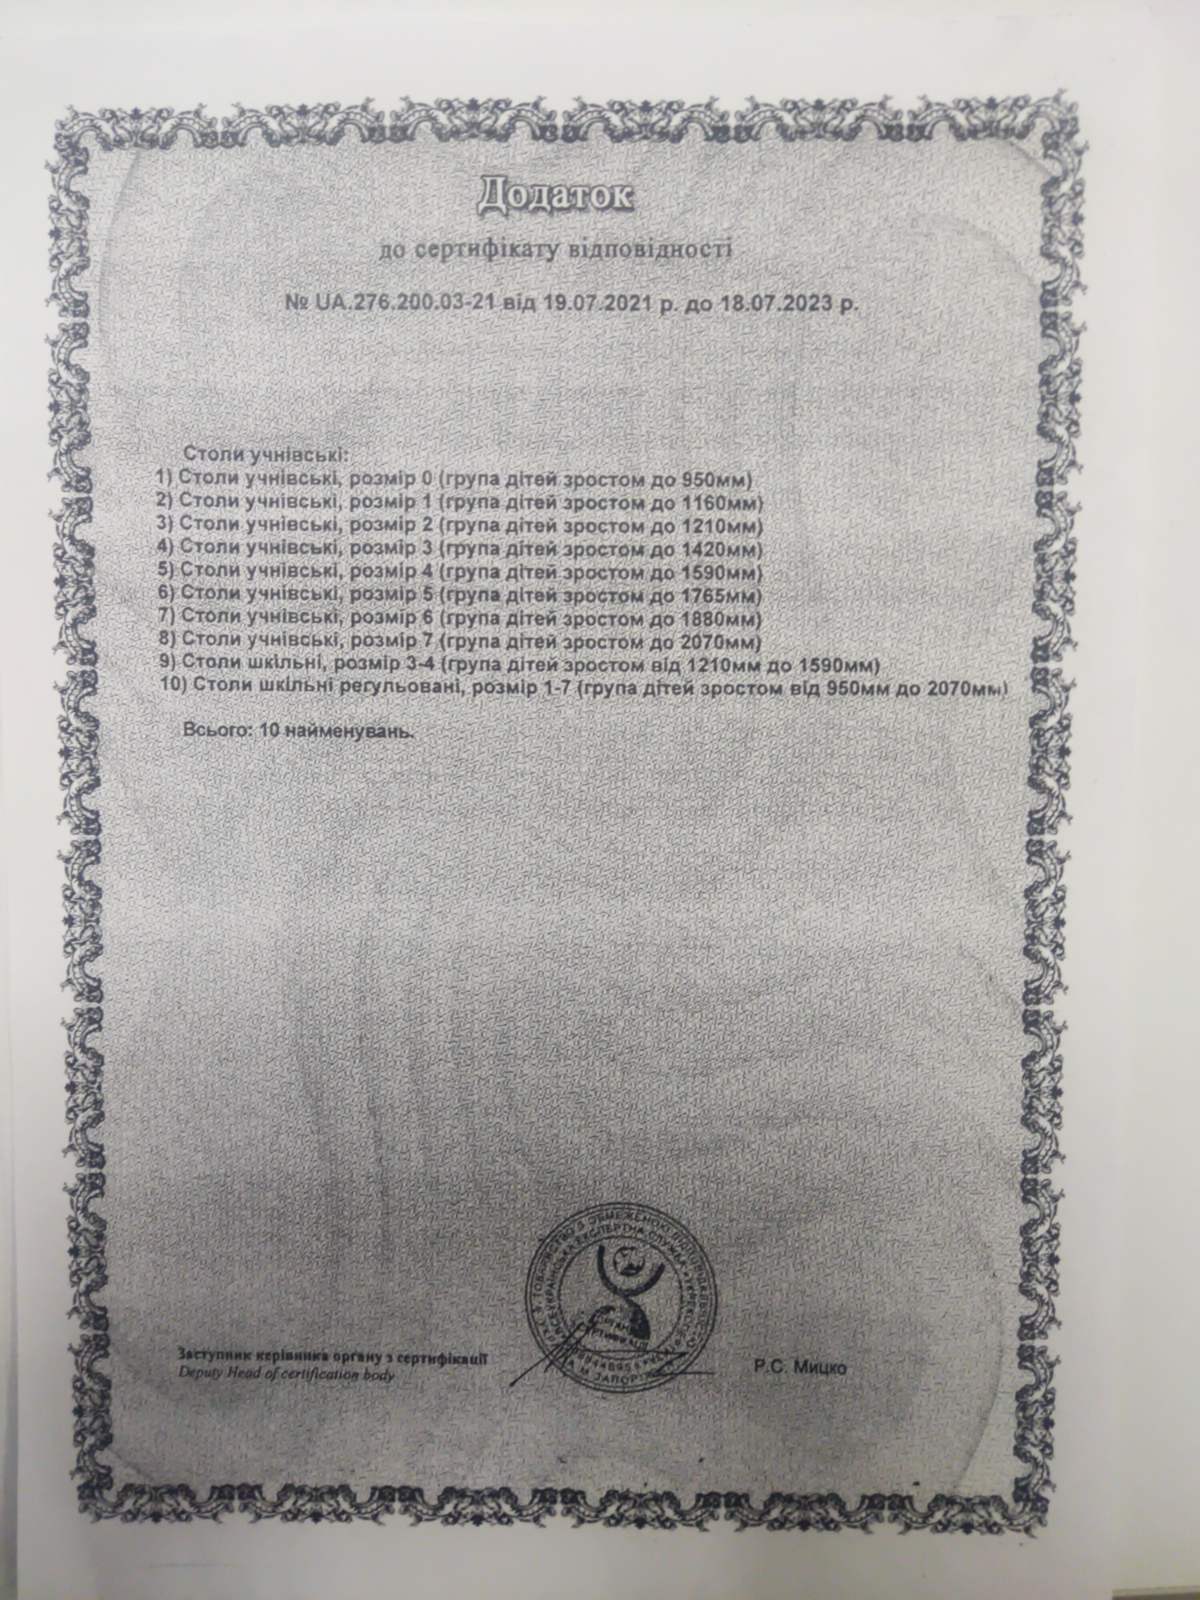 Додаток
до сертифікату відповідності
№ UA.276.200.03-21 від 19.07.2021 р. до 18.07.2023 р.
Столи учнівські:
1) Столи учнівські, розмір 0 (група дітей зростом до 950мм)
2) Столи учнівські, розмір 1 (група дітей зростом до 1160мм)
3) Столи учнівські, розмір 2 (група дітей зростом до 1210мм)
4) Столи учнівські, розмір 3 (група дітей зростом до 1420мм)
5) Столи учнівські, розмір 4 (група дітей зростом до 1590мм)
6) Столи учнівські, розмір 5 (група дітей зростом до 1765мм)
7) Столи учнівські, розмір 6 (група дітей зростом до 1880мм)
8) Столи учнівські, розмір 7 (група дітей зростом до 2070мм)
9) Столи шкільні, розмір 3-4 (група дітей зростом від 1210мм до 1590мм)
10) Столи шкільні регульовані, розмір 1-7 (група дітей зростом від 950мм до 2070мм)
Всього: 10 найменувань.
ТОВАРИСТВО З ОБМЕЖЕНОЮ ВІДПОВІДАЛЬНІСТЮ
ВСЕУКРАЇНСЬКА ЕКСПЕРТНА СЛУЖБА
Заступник керівника органу з сертифікації
Deputy Head of certification body
Р.С. Мицко